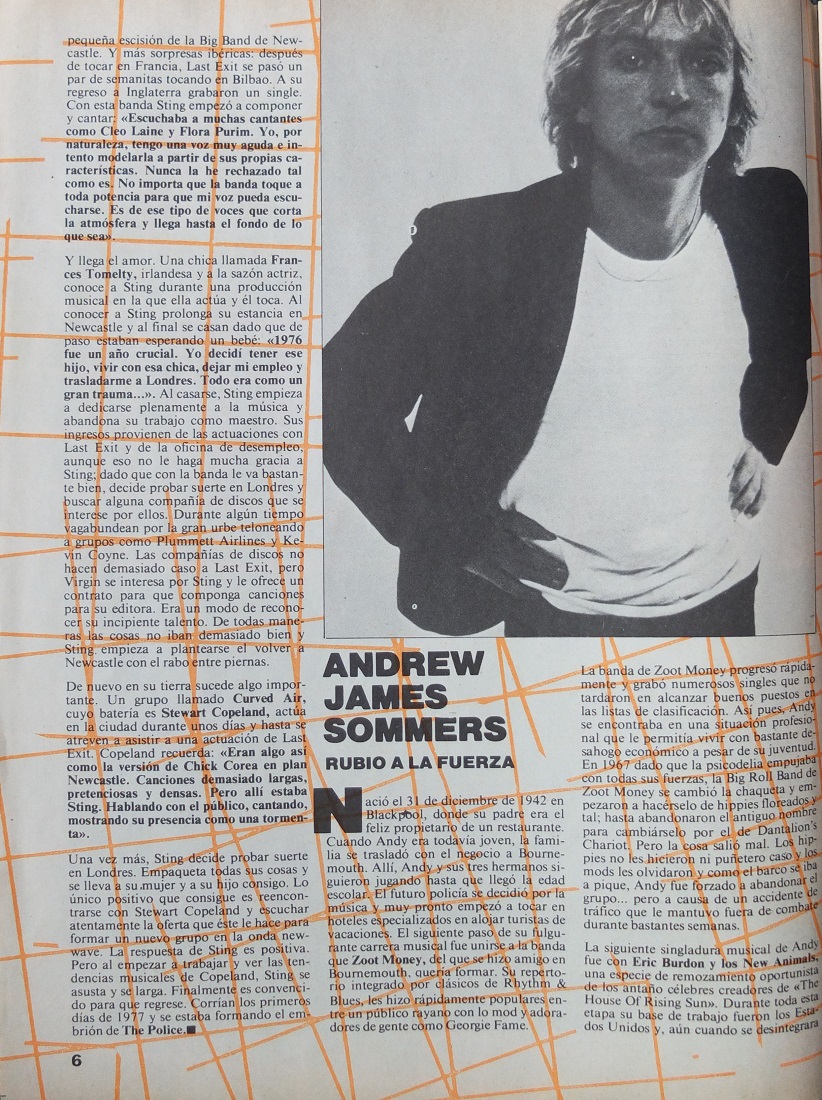 pequeña escisión de la Big Band de New-
castle. Y más sorpresas ibéricas: después
de tocar en Francia, Last Exit se pasó un
par de semanitas tocando en Bilbao. A su
regreso a Inglaterra grabaron un single.
Con esta banda Sting empezó a componer
y cantar: «Escuchaba a muchas cantantes
como Cleo Laine y Flora Purim. Yo, por
naturaleza, tengo una voz muy aguda e in-
tento modelarla a partir de sus propias ca-
racterísticas. Nunca la he rechazado tal
como es. No importa que la banda toque a
toda potencia para que mi voz pueda escu-
charse. Es de ese tipo de voces que corta
la atmósfera y llega hasta el fondo de lo
que sea».
Y llega el amor. Una chica llamada Fran-
ces Tomelty, irlandesa y a la sazón actriz,
conoce a Sting durante una producción
musical en la que ella actúa y él toca. Al
conocer a Sting prolonga su estancia en
Newcastle y al final se casan dado que de
paso estaban esperando un bebé: «1976
fue un año crucial. Yo decidí tener ese
hijo, vivir con esa chica, dejar mi empleo y
trasladarme a Londres. Todo era como un
gran trauma...». Al casarse, Sting empieza
a dedicarse plenamente a la música y
abandona su trabajo como maestro. Sus
ingresos provienen de las actuaciones con
Last Exit y de la oficina de desempleo,
aunque eso no le haga mucha gracia a
Sting; dado que con la banda le va bastan-
te bien, decide probar suerte en Londres y
buscar alguna compañía de discos que se
interese por ellos. Durante algún tiempo
vagabundean por la gran urbe teloneando
a grupos como Plummett Airlines y Ke-
vin Coyne. Las compañías de discos no
hacen demasiado caso a Last Exit, pero
Virgin se interesa por Sting y le ofrece un
contrato para que componga canciones
para su editora. Era un modo de recono-
cer su incipiente talento. De todas mane-
ras las cosas no iban demasiado bien y
Sting empieza a plantearse el volver a
Newcastle con el rabo entre piernas.
De nuevo en su tierra sucede algo impor-
tante. Un grupo llamado Curved Air,
cuyo batería es Stewart Copeland, actúa
en la ciudad durante unos días y hasta se
atreven a asistir a una actuación de Last
Exit. Copeland recuerda: «Eran algo así
como la versión de Chick Corea en plan
Newcastle. Canciones demasiado largas,
pretenciosas y densas. Pero allí estaba
Sting. Hablando con el público, cantando,
mostrando su presencia como una tormen-
ta».
Una vez más, Sting decide probar suerte
en Londres. Empaqueta todas sus cosas y
se lleva a su mujer y a su hijo consigo. Lo
único positivo que consigue es reencon-
trarse con Stewart Copeland y escuchar
atentamente la oferta que éste le hace para
formar un nuevo grupo en la onda new-
wave. La respuesta de Sting es positiva.
Pero al empezar a trabajar y ver las ten-
dencias musicales de Copeland, Sting se
asusta y se larga. Finalmente es convenci-
do para que regrese. Corrían los primeros
días de 1977 y se estaba formando el em-
brión de The Police.■
ANDREW
JAMES
SOMMERS
RUBIO A LA FUERZA
Nació el 31 de diciembre de 1942 en
Blackpool, donde su padre era el
feliz propietario de un restaurante.
Cuando Andy era todavía joven, la fami-
lia se trasladó con el negocio a Bourne-
mouth. Allí, Andy y sus tres hermanos si-
guieron jugando hasta que llegó la edad
escolar. El futuro policía se decidió por la
música y muy pronto empezó a tocar en
hoteles especializados en alojar turistas de
vacaciones. El siguiente paso de su fulgu-
rante carrera musical fue unirse a la banda
que Zoot Money, del que se hizo amigo en
Bournemouth, quería formar. Su reperto-
rio integrado por clásicos de Rhythm &
Blues, les hizo rápidamente populares en-
tre un público rayano con lo mod y adora-
dores de gente como Georgie Fame.
La banda de Zoot Money progresó rápida-
mente y grabó numerosos singles que no
tardaron en alcanzar buenos puestos en
las listas de clasificación. Así pues, Andy
se encontraba en una situación profesio-
nal que le permitía vivir con bastante de-
sahogo económico a pesar de su juventud.
En 1967 dado que la psicodelia empujaba
con todas sus fuerzas, la Big Roll Band de
Zoot Money se cambió la chaqueta y em-
pezaron a hacérselo de hippies floreados y
tal; hasta abandonaron el antiguo nombre
para cambiárselo por el de Dantalion's
Chariot. Pero la cosa salió mal. Los hip-
pies no les hicieron ni puñetero caso y los
mods les olvidaron y como el barco se iba
a pique, Andy fue forzado a abandonar el
grupo... pero a causa de un accidente de
tráfico que le mantuvo fuera de combate
durante bastantes semanas.
La siguiente singladura musical de Andy
fue con Eric Burdon y los New Animals,
una especie de remozamiento oportunista
de los antaño célebres creadores de «The
House Of Rising Sun». Durante toda esta
etapa su base de trabajo fueron los Esta-
dos Unidos y, aún cuando se desintegrara
6